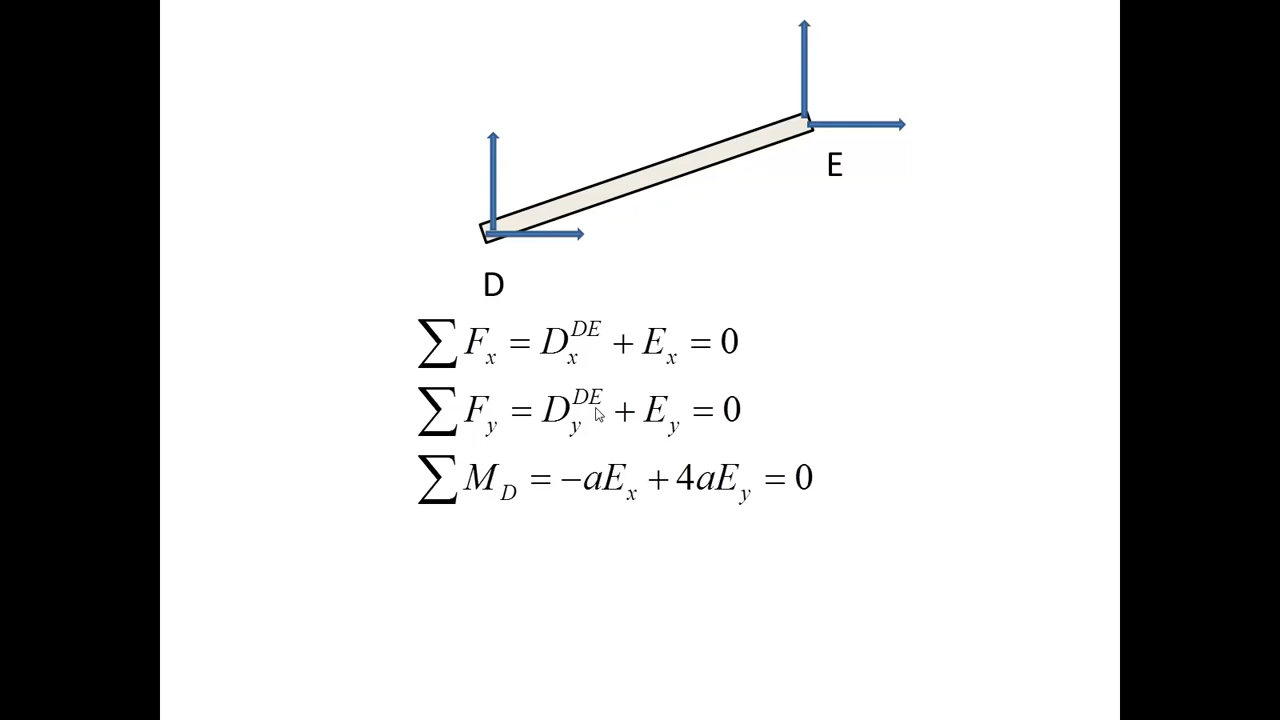 E
D
∑ F_x = D_x^{DE} + E_x = 0
∑ F_y = D_y^{DE} + E_y = 0
∑ M_D = −aE_x + 4aE_y = 0